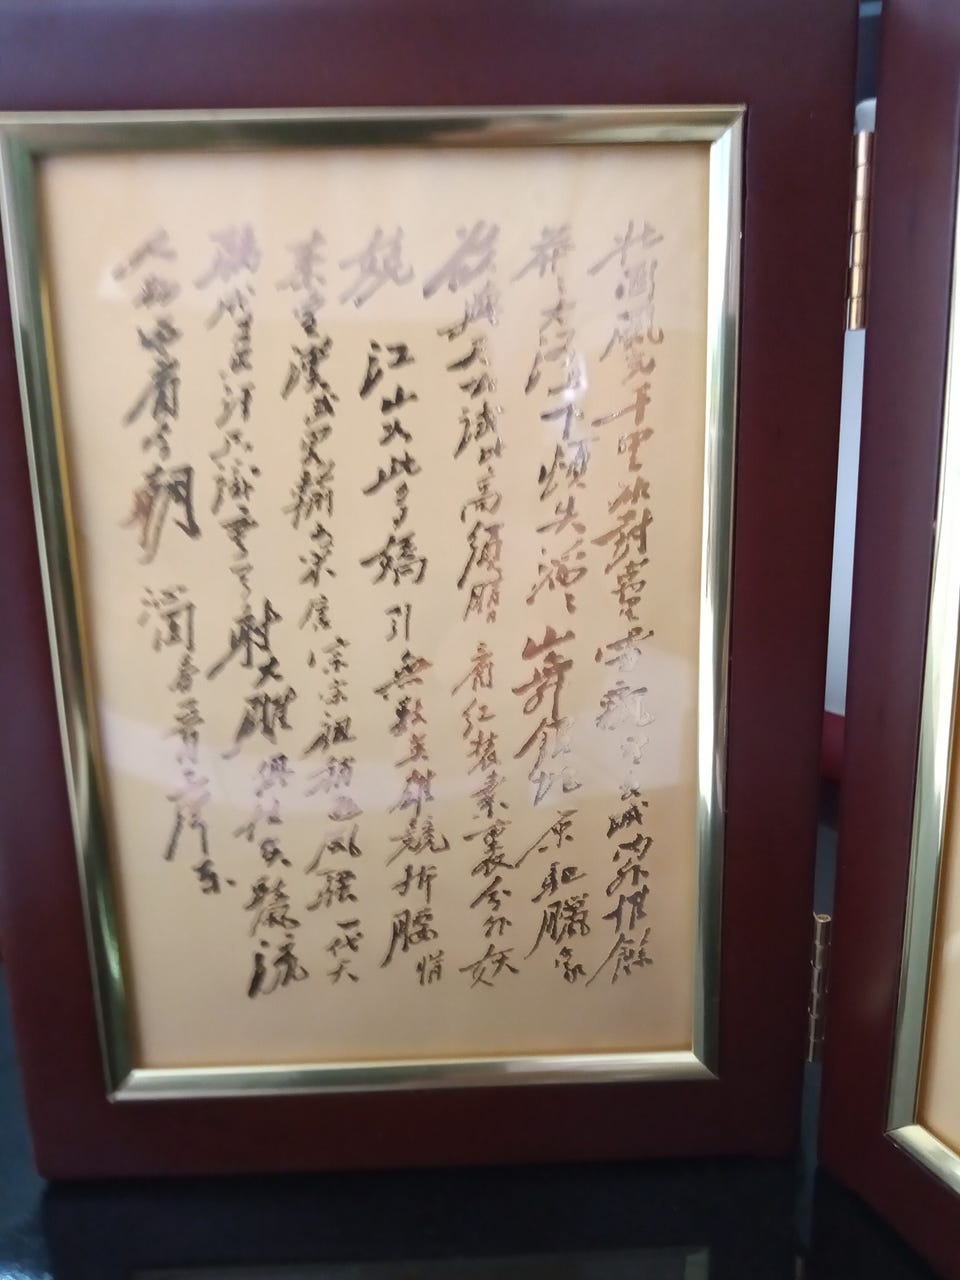 北國風光千里冰封萬里雪飄望長城內外惟餘
莽〻大河上下頓失滔〻山舞銀蛇原馳臘象
欲與天公試比高須晴日看紅裝素裹分外妖
嬈 江山如此多嬌引無數英雄競折腰惜
秦皇漢武略輸文采唐宗宋祖稍遜風騷一代天
驕成吉思汗只識彎弓射大雕俱往矣數風流
人物還看今朝